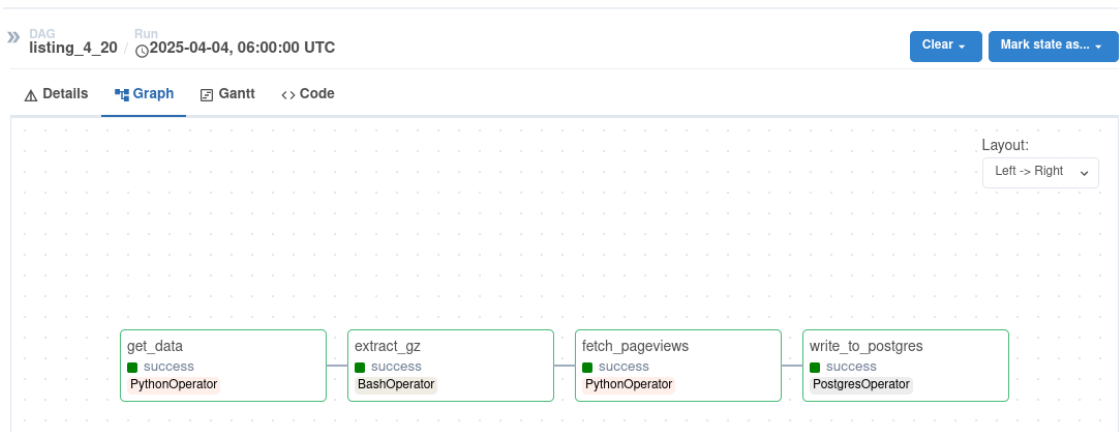 DAG
listing_4_20 / Run
2025-04-04, 06:00:00 UTC
Clear
Mark state as...
Details
Graph
Gantt
Code
Layout:
Left -> Right
get_data
success
PythonOperator
extract_gz
success
BashOperator
fetch_pageviews
success
PythonOperator
write_to_postgres
success
PostgresOperator